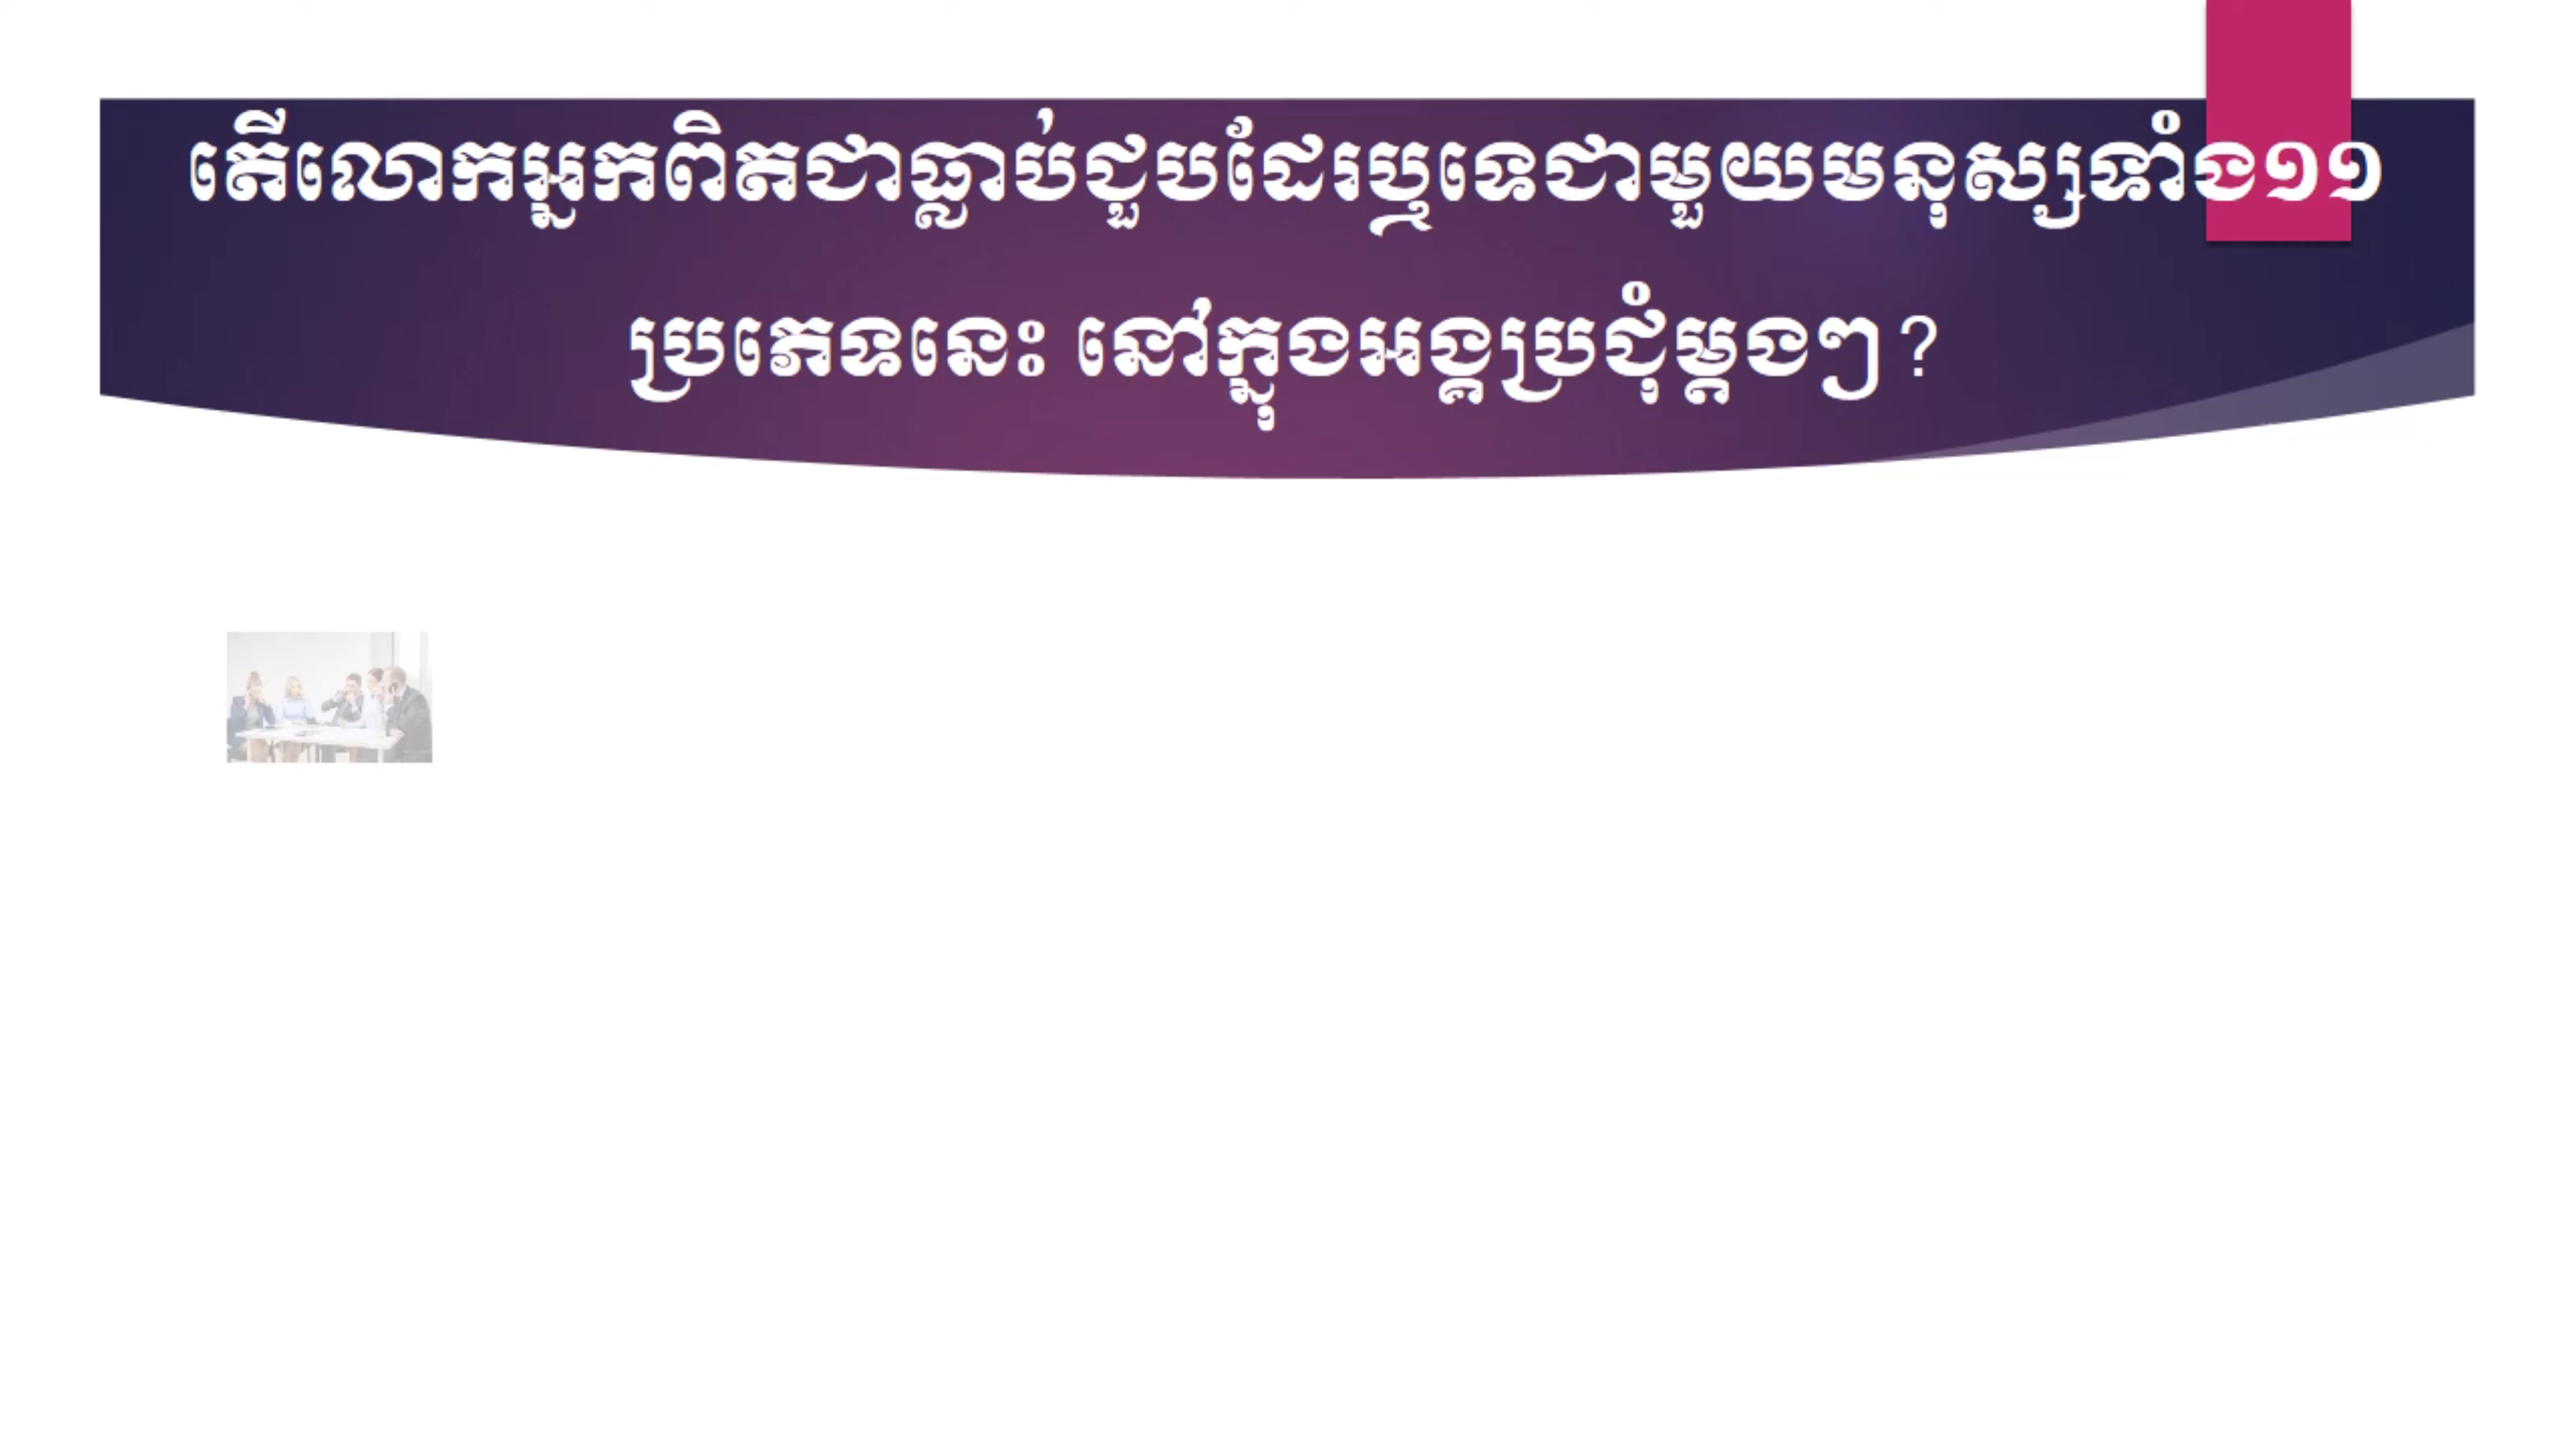 តើលោកអ្នកពិតជាធ្លាប់ជួបដែរឬទេជាមួយមនុស្សទាំង១១
ប្រភេទនេះ នៅក្នុងអង្គប្រជុំម្តងៗ?